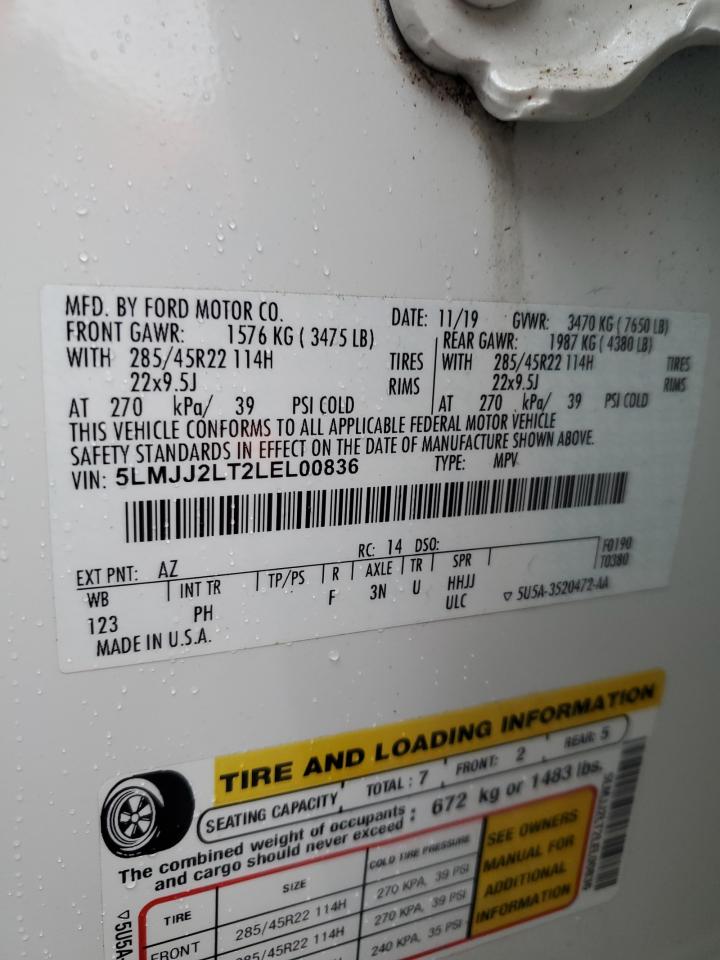 MFD. BY FORD MOTOR CO. DATE: 11/19 GVWR: 3470 KG ( 7650 LB)
FRONT GAWR: 1576 KG ( 3475 LB) REAR GAWR: 1987 KG ( 4380 LB)
WITH 285/45R22 114H TIRES WITH 285/45R22 114H TIRES
22x9.5J RIMS 22x9.5J RIMS
AT 270 kPa/ 39 PSI COLD AT 270 kPa/ 39 PSI COLD
THIS VEHICLE CONFORMS TO ALL APPLICABLE FEDERAL MOTOR VEHICLE
SAFETY STANDARDS IN EFFECT ON THE DATE OF MANUFACTURE SHOWN ABOVE.
VIN: 5LMJJ2LT2LEL00836 TYPE: MPV
EXT PNT: AZ RC: 14 DSO: F0190
WB INT TR TP/PS R AXLE TR SPR T0380
123 PH F 3N U HHJJ
ULC ▽ 5U5A-3520472-AA
MADE IN U.S.A.
TIRE AND LOADING INFORMATION
SEATING CAPACITY TOTAL : 7 FRONT: 2 REAR: 5
The combined weight of occupants
and cargo should never exceed : 672 kg or 1483 lbs.
TIRE SIZE COLD TIRE PRESSURE
FRONT 285/45R22 114H 270 KPA, 39 PSI
285/45R22 114H 270 KPA, 39 PSI
240 KPA, 35 PSI
SEE OWNERS
MANUAL FOR
ADDITIONAL
INFORMATION
5LMJJ2LT2LEL00836
▽5U5A